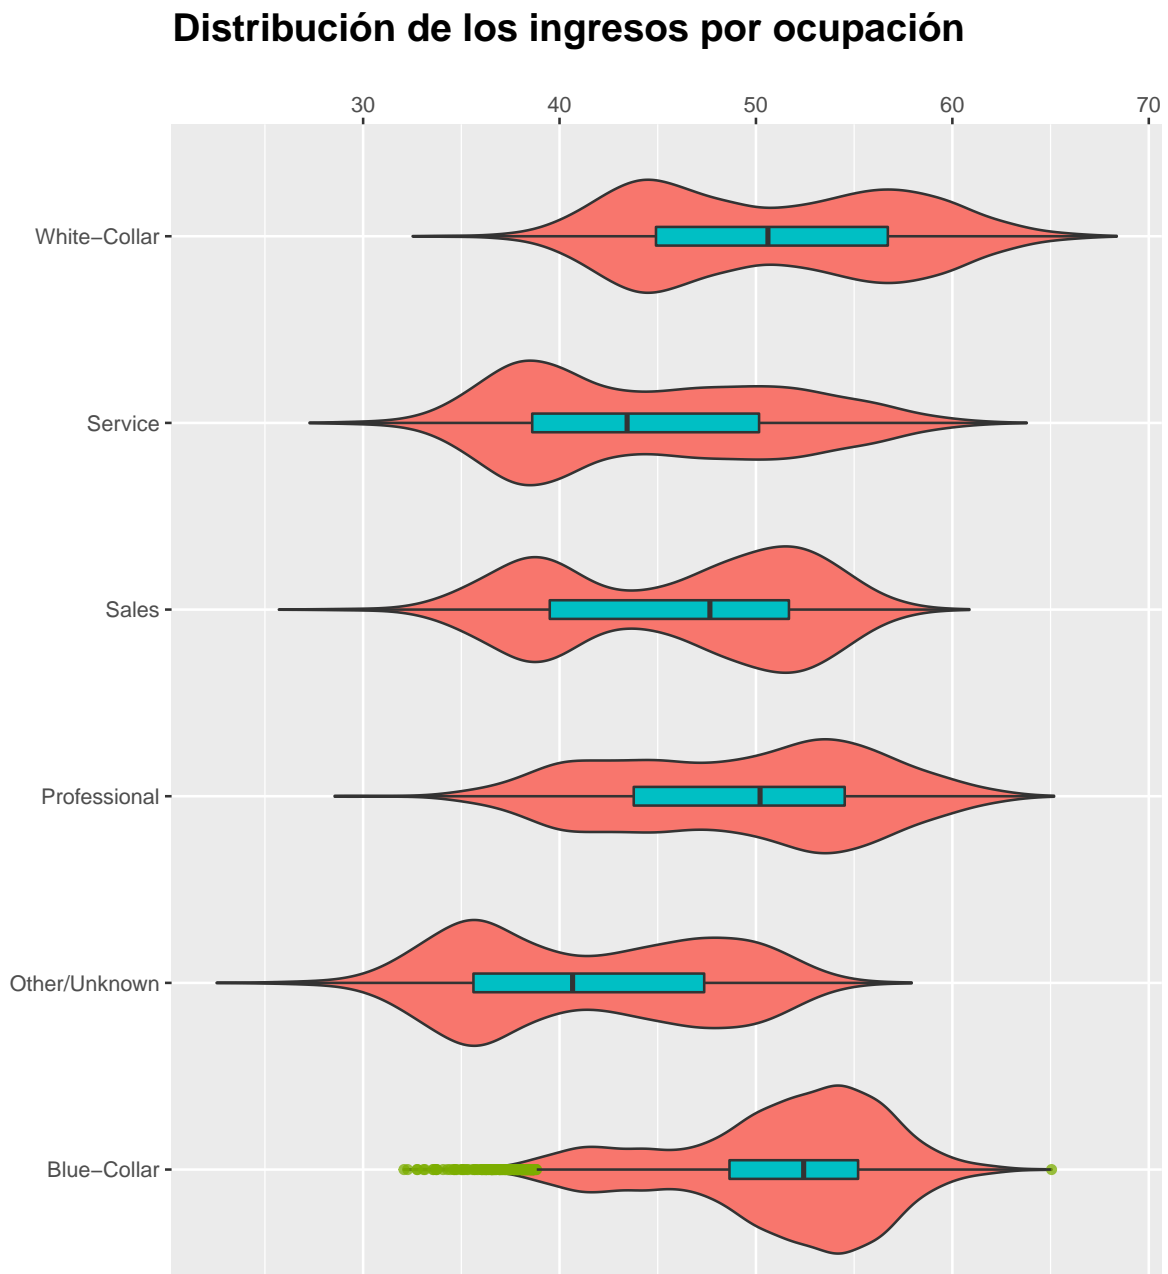 Distribución de los ingresos por ocupación
30 40 50 60 70
White−Collar
Service
Sales
Professional
Other/Unknown
Blue−Collar